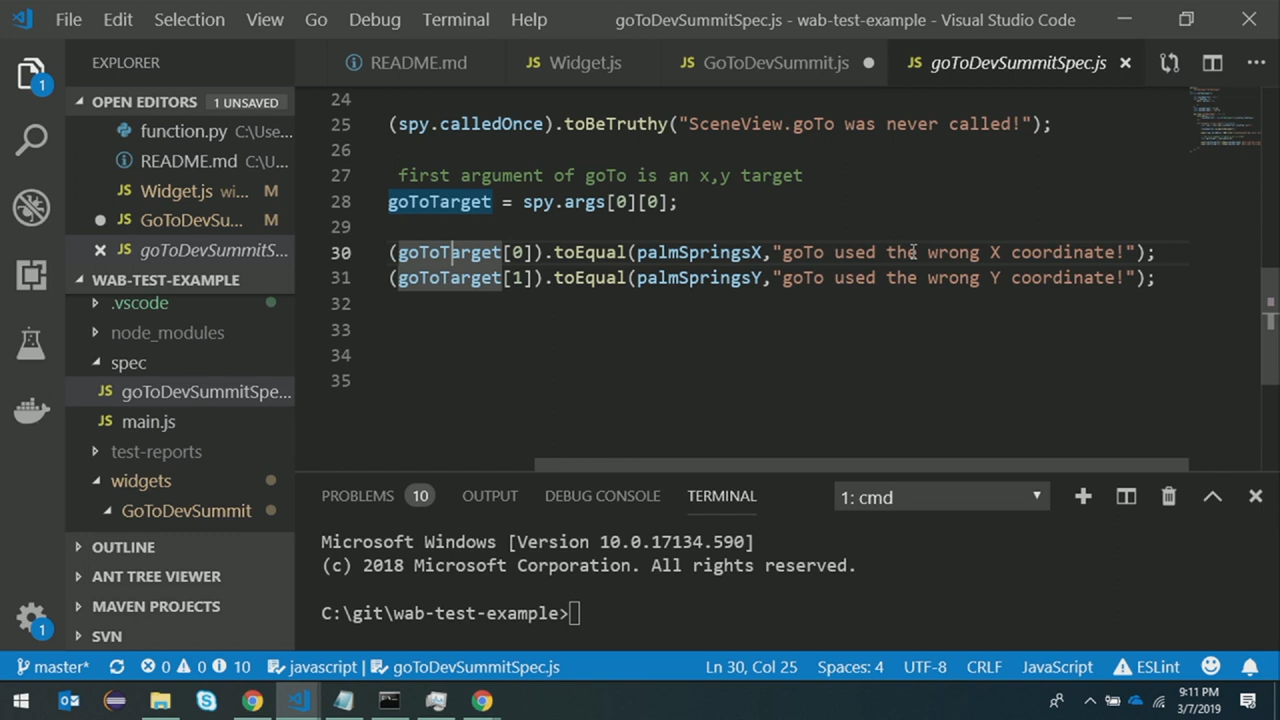 File Edit Selection View Go Debug Terminal Help goToDevSummitSpec.js - wab-test-example - Visual Studio Code
EXPLORER
README.md Widget.js GoToDevSummit.js goToDevSummitSpec.js
1
OPEN EDITORS 1 UNSAVED
function.py C:\Use...
README.md C:\U...
JS Widget.js wi... M
JS GoToDevSu... M
JS goToDevSummitS...
WAB-TEST-EXAMPLE
.vscode
node_modules
spec
JS goToDevSummitSpe...
JS main.js
test-reports
widgets
GoToDevSummit
OUTLINE
ANT TREE VIEWER
MAVEN PROJECTS
SVN
1
24
25 (spy.calledOnce).toBeTruthy("SceneView.goTo was never called!");
26
27 first argument of goTo is an x,y target
28 goToTarget = spy.args[0][0];
29
30 (goToTarget[0]).toEqual(palmSpringsX,"goTo used the wrong X coordinate!");
31 (goToTarget[1]).toEqual(palmSpringsY,"goTo used the wrong Y coordinate!");
32
33
34
35
PROBLEMS 10 OUTPUT DEBUG CONSOLE TERMINAL 1: cmd
Microsoft Windows [Version 10.0.17134.590]
(c) 2018 Microsoft Corporation. All rights reserved.
C:\git\wab-test-example>
master* 0 0 10 javascript | goToDevSummitSpec.js Ln 30, Col 25 Spaces: 4 UTF-8 CRLF JavaScript ESLint
9:11 PM
3/7/2019